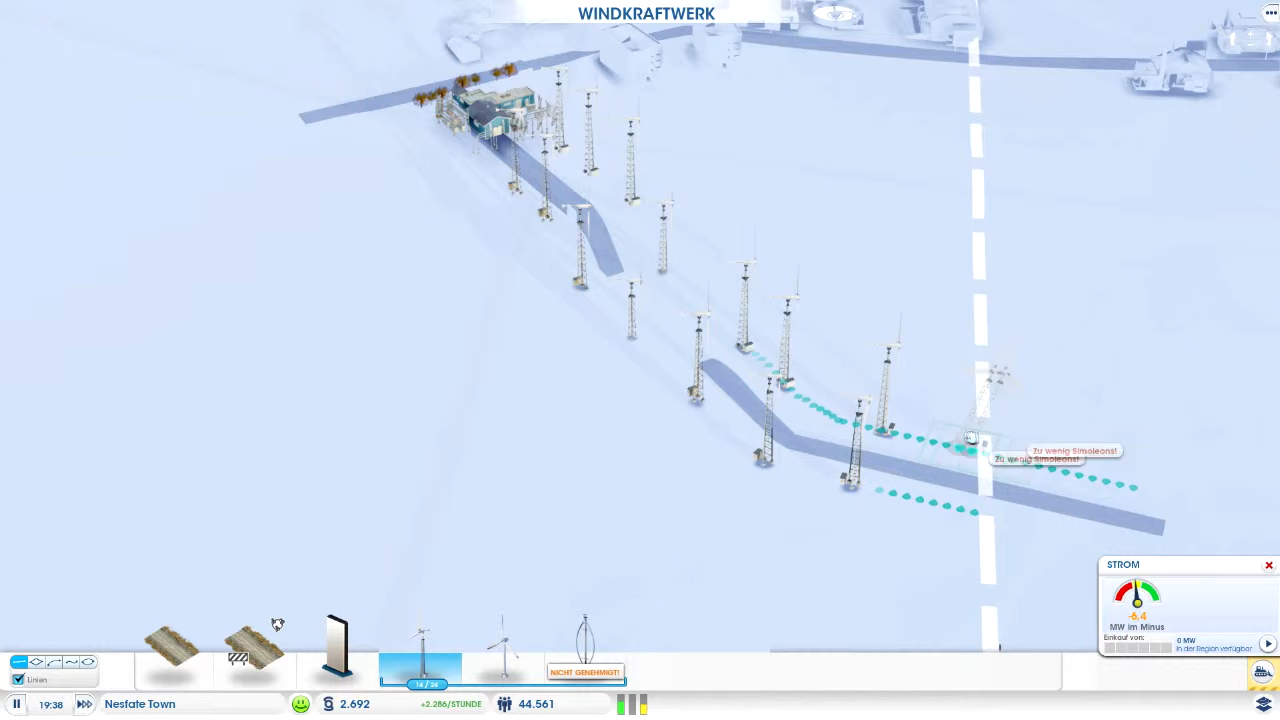 WINDKRAFTWERK
Zu wenig Simoleons!
Zu wenig Simoleons!
STROM
-6,4
MW im Minus
Einkauf von:
0 MW
in der Region verfügbar
NICHT GENEHMIGT!
Linien
14 / 24
19:38
Nesfate Town
2.692
+2.286/STUNDE
44.561